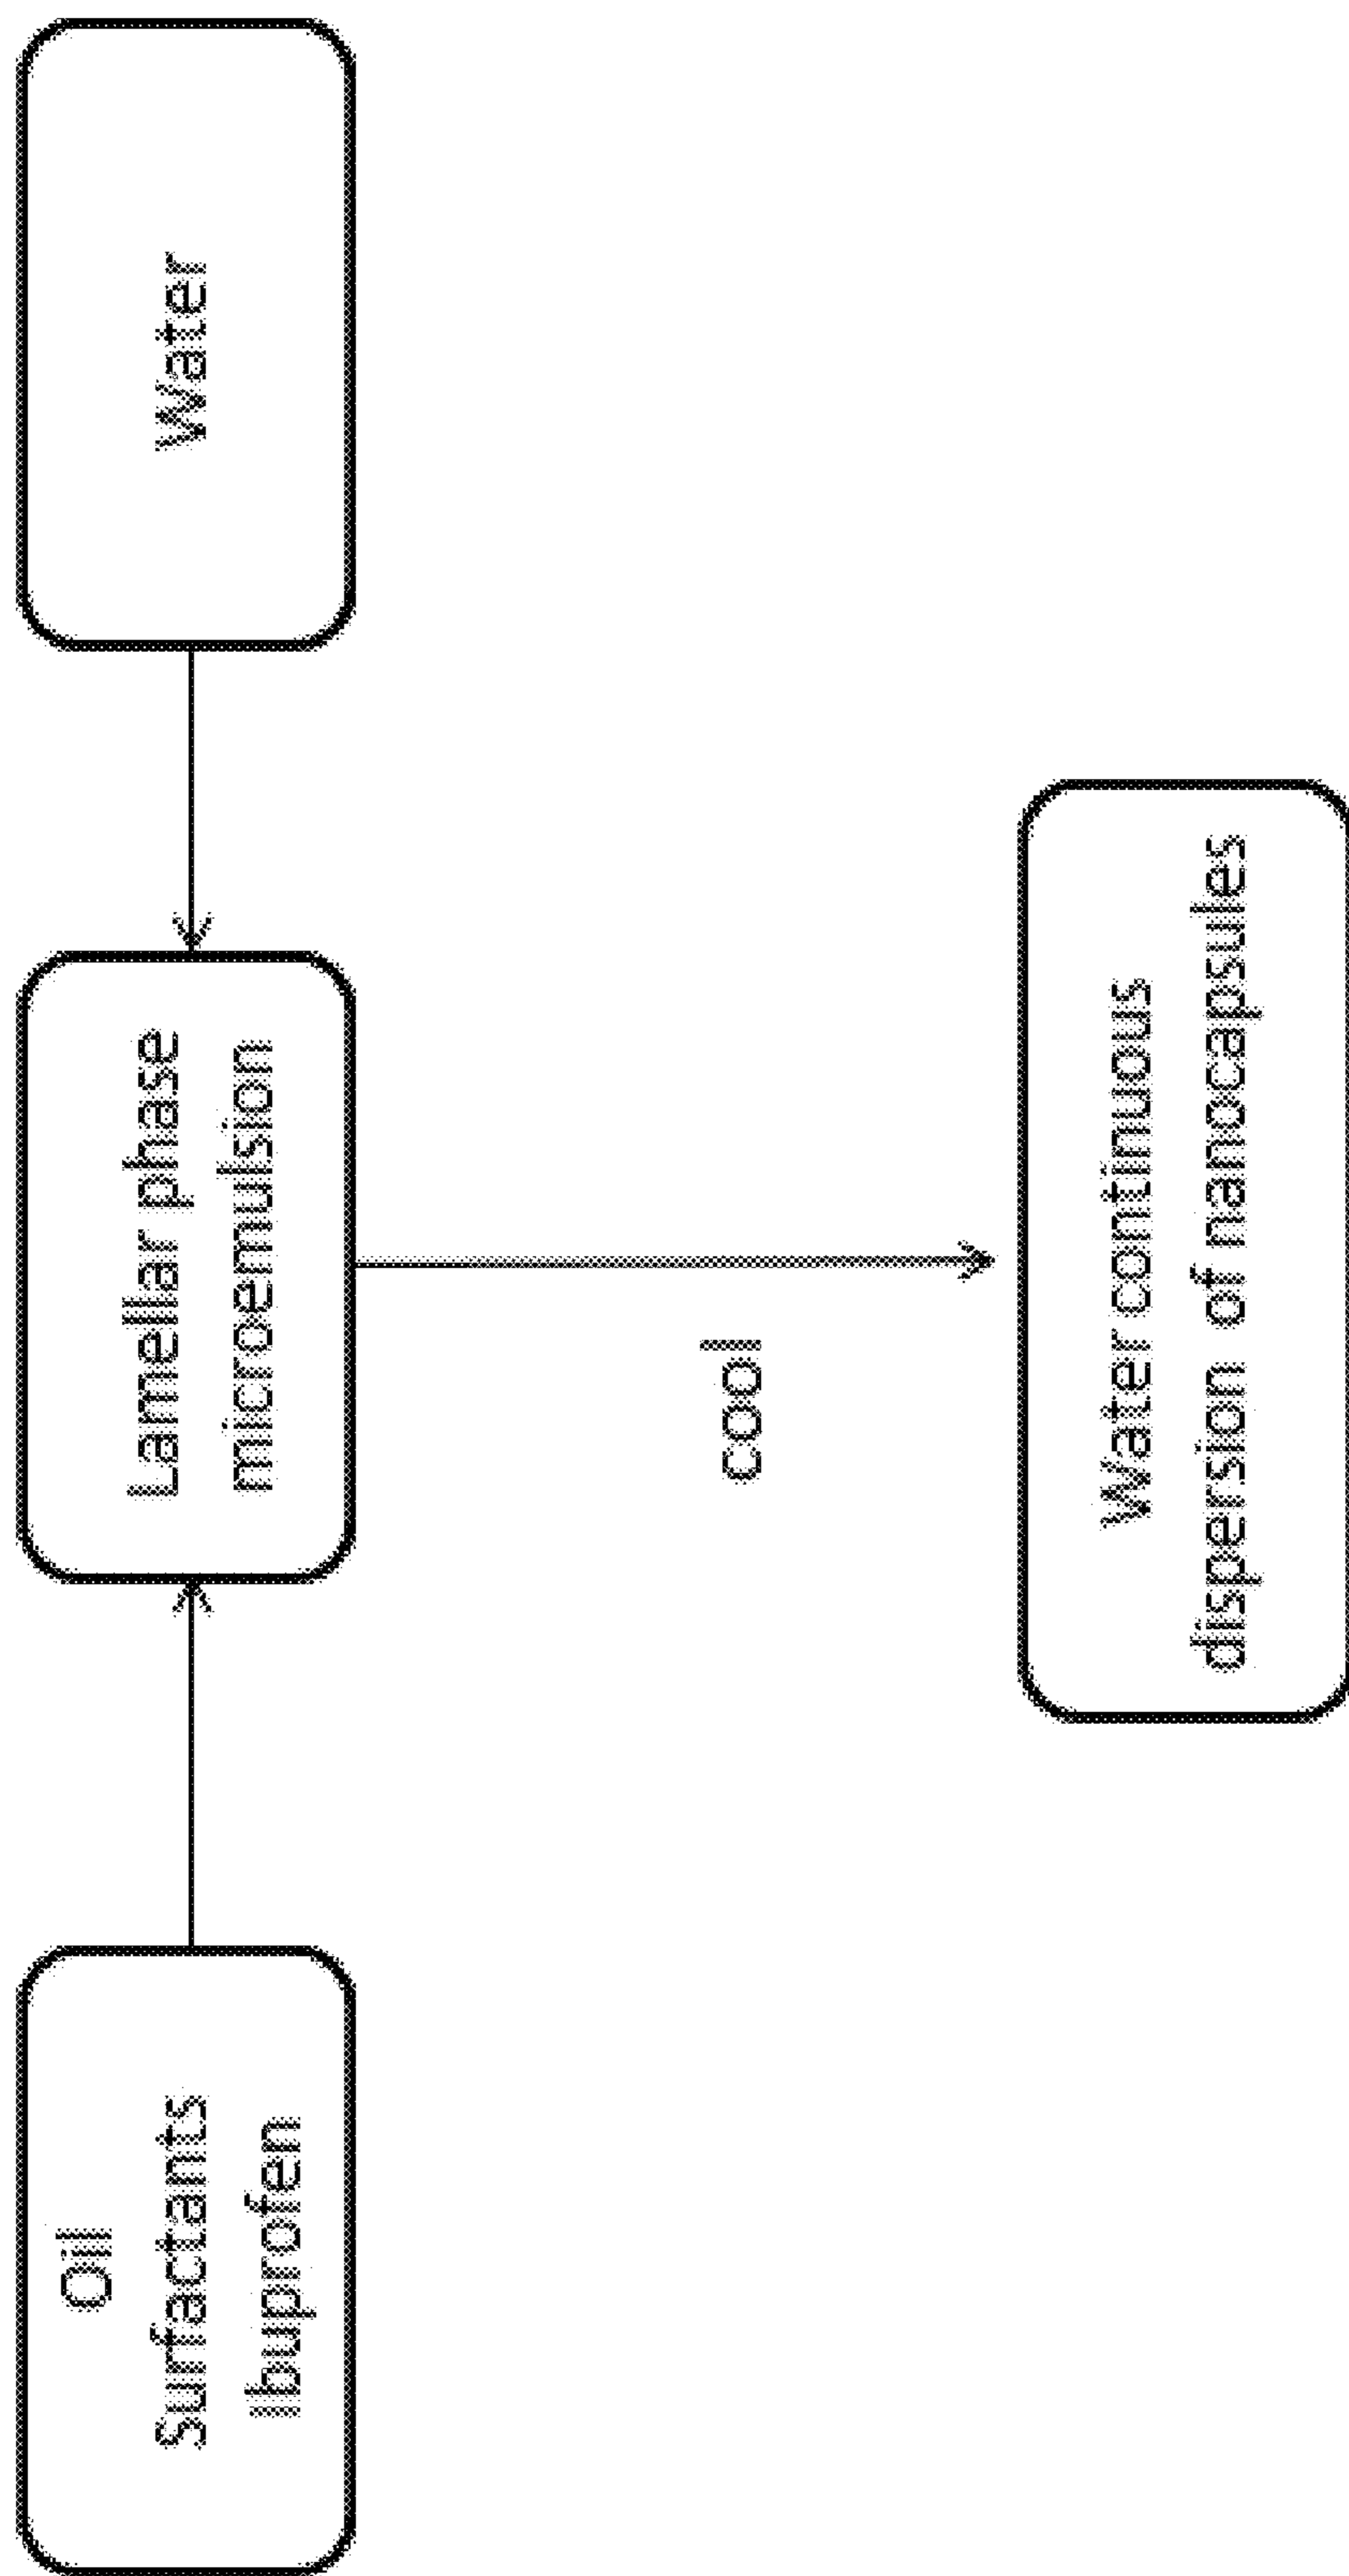 Oil
Surfactants
Ibuprofen
Lamellar phase
microemulsion
Water
cool
Water continuous
dispersion of nanocapsules